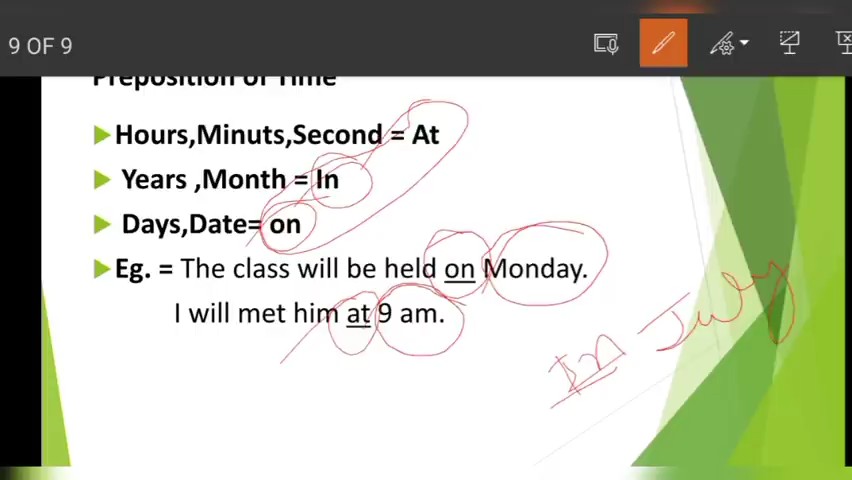 9 OF 9
Preposition of Time
Hours,Minuts,Second = At
Years ,Month = In
Days,Date= on
Eg. = The class will be held on Monday.
I will met him at 9 am.
In July